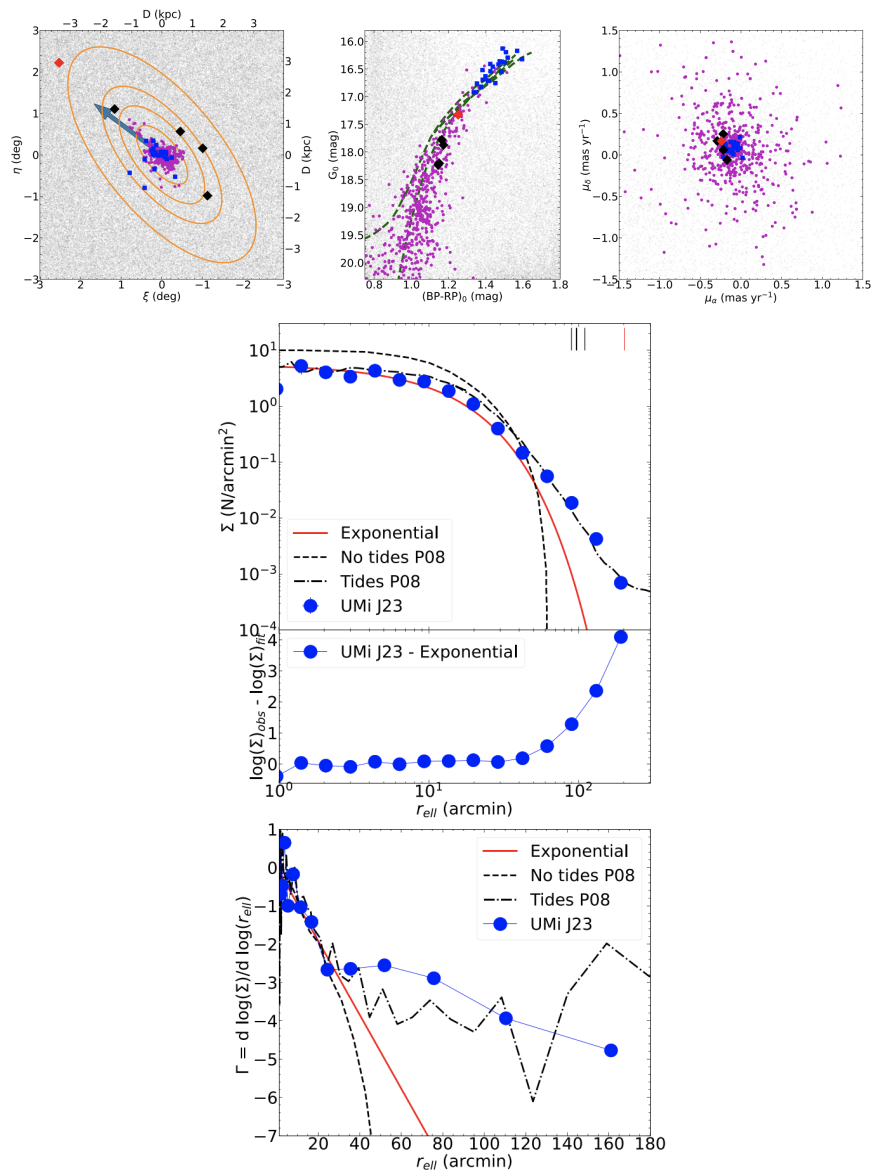 D (kpc)
−3 −2 −1 0 1 2 3
3
2
1
0
−1
−2
−3
η (deg)
3
2
1
0
−1
−2
−3
D (kpc)
3 2 1 0 −1 −2 −3
ξ (deg)
16.0
16.5
17.0
17.5
18.0
18.5
19.0
19.5
20.0
G₀ (mag)
0.8 1.0 1.2 1.4 1.6 1.8
(BP-RP)₀ (mag)
1.5
1.0
0.5
0.0
−0.5
−1.0
−1.5
μδ (mas yr⁻¹)
−1.5 −1.0 −0.5 0.0 0.5 1.0 1.5
μα (mas yr⁻¹)
10¹
10⁰
10⁻¹
10⁻²
10⁻³
10⁻⁴
Σ (N/arcmin²)
Exponential
No tides P08
Tides P08
UMi J23
4
3
2
1
0
log(Σ)obs - log(Σ)fit
UMi J23 - Exponential
10⁰ 10¹ 10²
rell (arcmin)
1
0
−1
−2
−3
−4
−5
−6
−7
Γ = d log(Σ)/d log(rell)
Exponential
No tides P08
Tides P08
UMi J23
20 40 60 80 100 120 140 160 180
rell (arcmin)